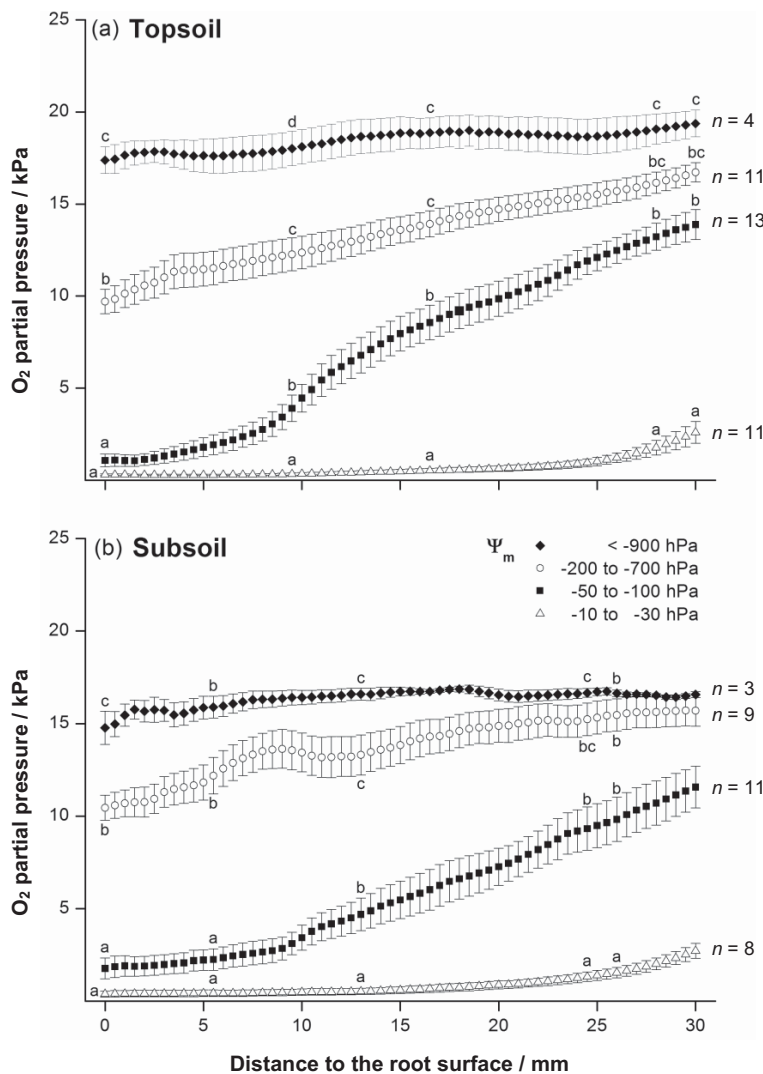 25
(a) Topsoil
20
15
10
5
O₂ partial pressure / kPa
c d c c c n = 4
b c c bc bc n = 11
a b b b b n = 13
a a a a a n = 11
25
(b) Subsoil
20
15
10
5
O₂ partial pressure / kPa
Ψm < -900 hPa
-200 to -700 hPa
-50 to -100 hPa
-10 to -30 hPa
c b c c b n = 3
b b c bc b n = 9
a a b b b n = 11
a a a a a n = 8
0 5 10 15 20 25 30
Distance to the root surface / mm